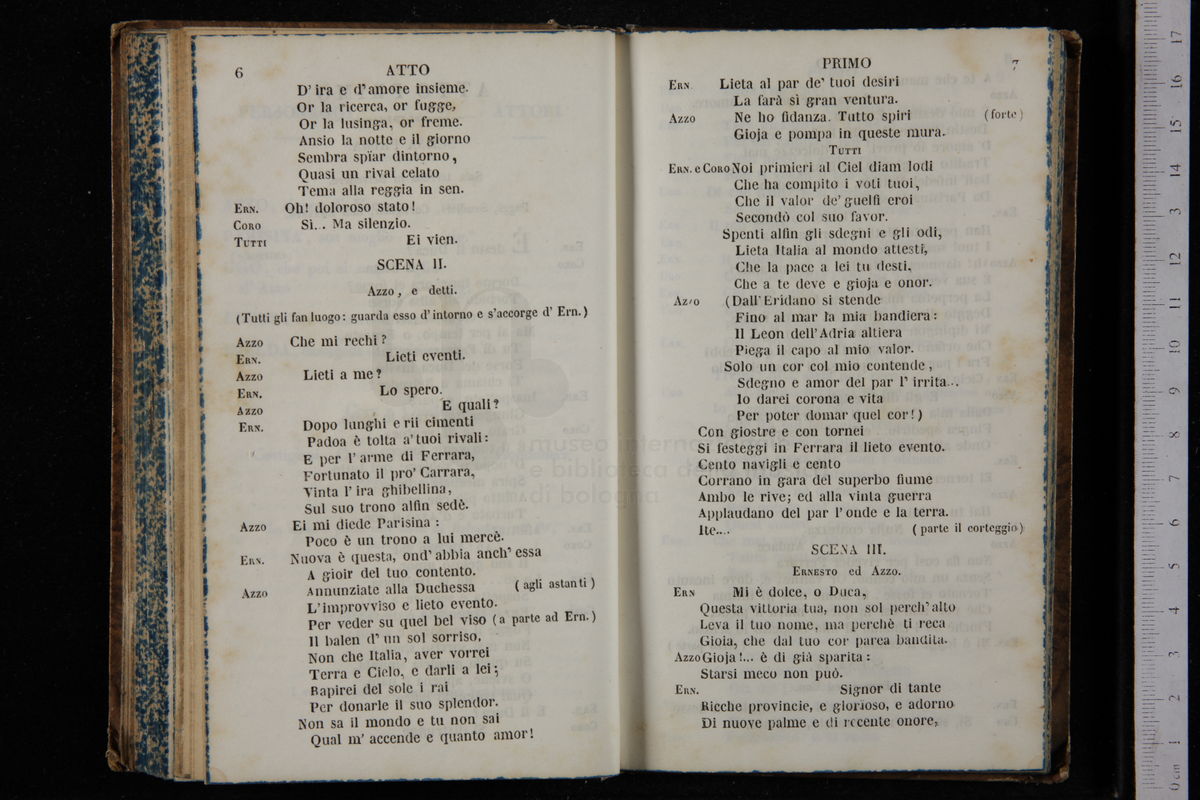 6 ATTO
D' ira e d' amore insieme.
Or la ricerca, or fugge,
Or la lusinga, or freme.
Ansio la notte e il giorno
Sembra spïar dintorno,
Quasi un rival celato
Tema alla reggia in sen.
ERN. Oh! doloroso stato!
CORO Sì... Ma silenzio.
TUTTI Ei vien.
SCENA II.
AZZO, e detti.
(Tutti gli fan luogo: guarda esso d' intorno e s'accorge d' Ern.)
AZZO Che mi rechi?
ERN. Lieti eventi.
AZZO Lieti a me?
ERN. Lo spero.
AZZO E quali?
ERN. Dopo lunghi e rii cimenti
Padoa è tolta a' tuoi rivali:
E per l' arme di Ferrara,
Fortunato il pro' Carrara,
Vinta l' ira ghibellina,
Sul suo trono alfin sedè.
AZZO Ei mi diede Parisina:
Poco è un trono a lui mercè.
ERN. Nuova è questa, ond' abbia anch' essa
A gioir del tuo contento.
AZZO Annunziate alla Duchessa (agli astanti)
L' improvviso e lieto evento.
Per veder su quel bel viso (a parte ad Ern.)
Il balen d' un sol sorriso,
Non che Italia, aver vorrei
Terra e Cielo, e darli a lei;
Rapirei del sole i rai
Per donarle il suo splendor.
Non sa il mondo e tu non sai
Qual m' accende e quanto amor!
PRIMO 7
ERN. Lieta al par de' tuoi desiri
La farà sì gran ventura.
AZZO Ne ho fidanza. Tutto spiri (forte)
Gioja e pompa in queste mura.
TUTTI
ERN. e CORO Noi primieri al Ciel diam lodi
Che ha compito i voti tuoi,
Che il valor de' guelfi eroi
Secondò col suo favor.
Spenti alfin gli sdegni e gli odi,
Lieta Italia al mondo attesti,
Che la pace a lei tu desti,
Che a te deve e gioja e onor.
AZZO (Dall' Eridano si stende
Fino al mar la mia bandiera:
Il Leon dell' Adria altiera
Piega il capo al mio valor.
Solo un cor col mio contende,
Sdegno e amor del par l' irrita...
Io darei corona e vita
Per poter domar quel cor!)
Con giostre e con tornei
Si festeggi in Ferrara il lieto evento.
Cento navigli e cento
Corrano in gara del superbo fiume
Ambo le rive; ed alla vinta guerra
Applaudano del par l' onde e la terra.
Ite.... (parte il corteggio)
SCENA III.
ERNESTO ed AZZO.
ERN Mi è dolce, o Duca,
Questa vittoria tua, non sol perch' alto
Leva il tuo nome, ma perchè ti reca
Gioia, che dal tuo cor parea bandita.
AZZO Gioja!... è di già sparita:
Starsi meco non può.
ERN. Signor di tante
Ricche provincie, e glorioso, e adorno
Di nuove palme e di recente onore,